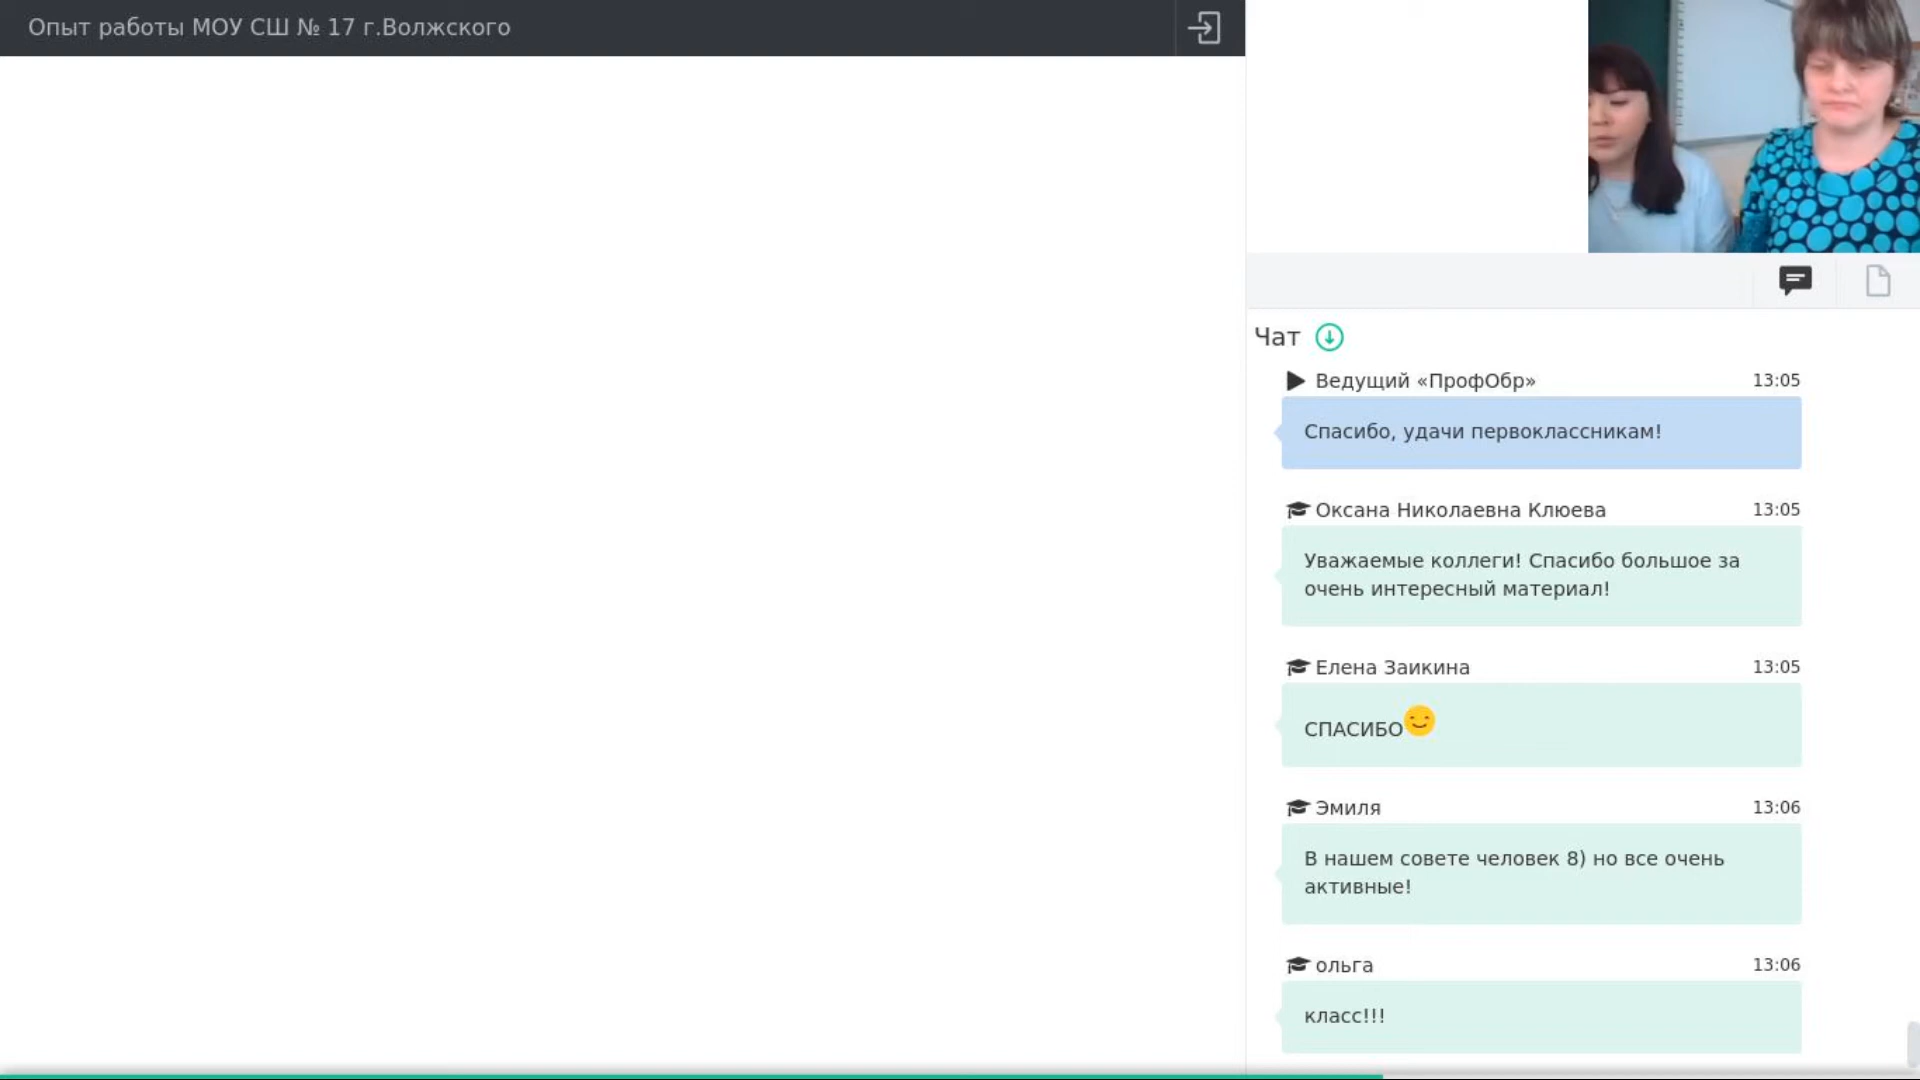 Опыт работы МОУ СШ № 17 г.Волжского
Чат
Ведущий «ПрофОбр» 13:05
Спасибо, удачи первоклассникам!
Оксана Николаевна Клюева 13:05
Уважаемые коллеги! Спасибо большое за
очень интересный материал!
Елена Заикина 13:05
СПАСИБО
Эмиля 13:06
В нашем совете человек 8) но все очень
активные!
ольга 13:06
класс!!!